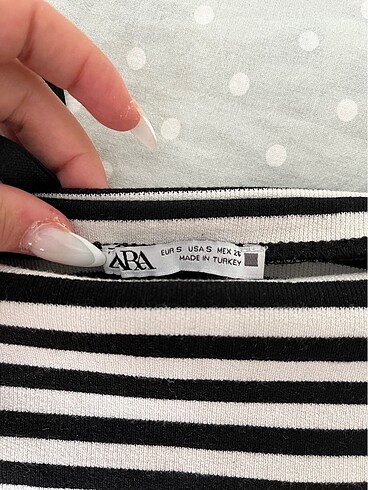 ZARA
EUR S USA S MEX 26
MADE IN TURKEY